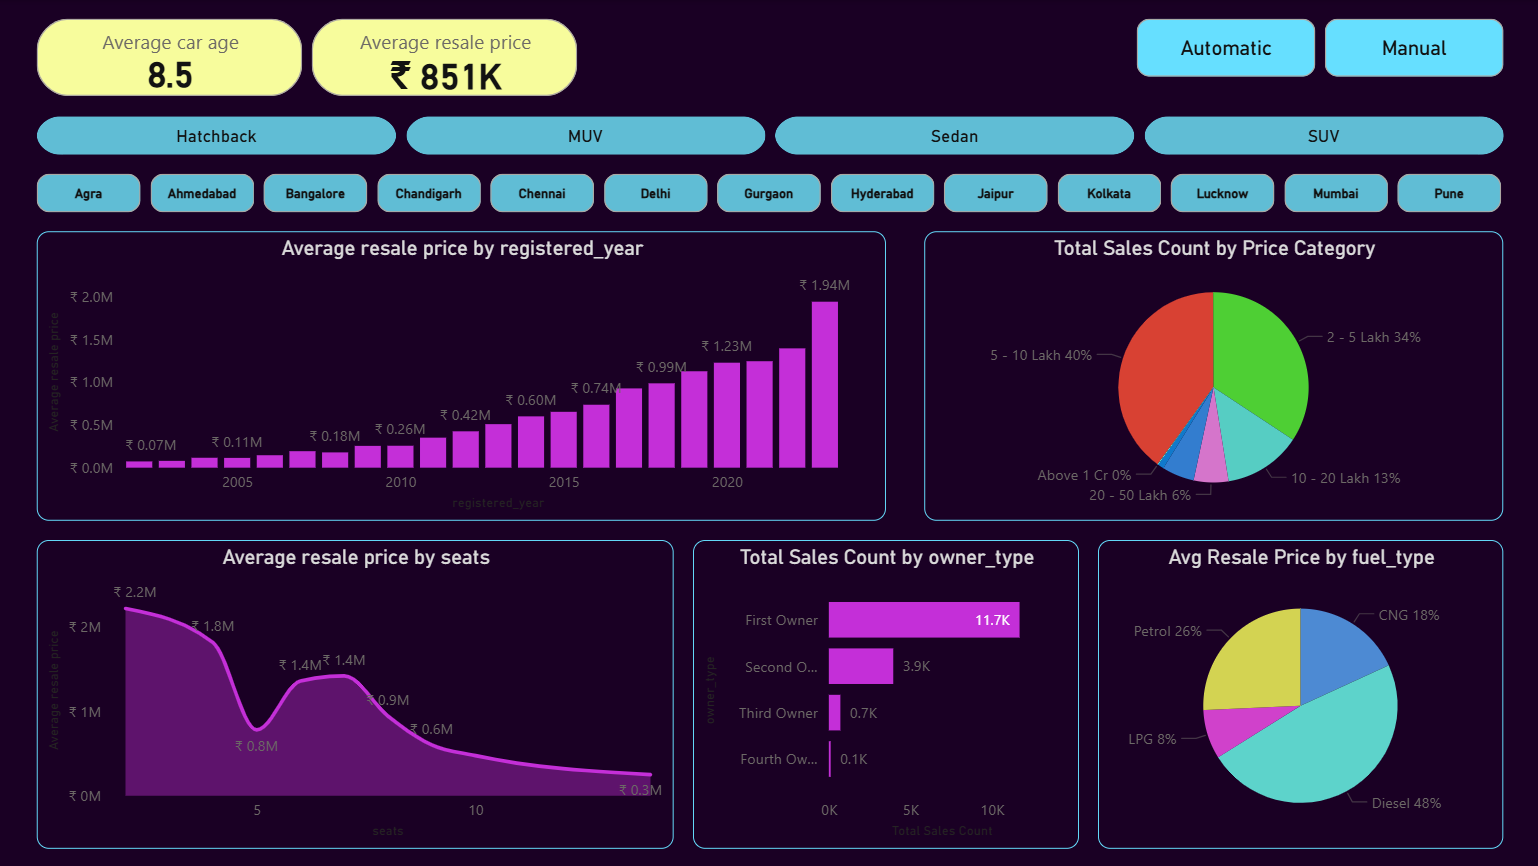 Average car age
8.5
Average resale price
₹ 851K
Automatic
Manual
Hatchback
MUV
Sedan
SUV
Agra
Ahmedabad
Bangalore
Chandigarh
Chennai
Delhi
Gurgaon
Hyderabad
Jaipur
Kolkata
Lucknow
Mumbai
Pune
Average resale price by registered_year
Average resale price
₹ 2.0M
₹ 1.5M
₹ 1.0M
₹ 0.5M
₹ 0.0M
₹ 0.07M
₹ 0.11M
₹ 0.18M
₹ 0.26M
₹ 0.42M
₹ 0.60M
₹ 0.74M
₹ 0.99M
₹ 1.23M
₹ 1.94M
2005
2010
2015
2020
registered_year
Total Sales Count by Price Category
2 - 5 Lakh 34%
5 - 10 Lakh 40%
Above 1 Cr 0%
10 - 20 Lakh 13%
20 - 50 Lakh 6%
Average resale price by seats
Average resale price
₹ 2M
₹ 1M
₹ 0M
₹ 2.2M
₹ 1.8M
₹ 0.8M
₹ 1.4M
₹ 1.4M
₹ 0.9M
₹ 0.6M
₹ 0.3M
5
10
seats
Total Sales Count by owner_type
owner_type
First Owner
11.7K
Second O...
3.9K
Third Owner
0.7K
Fourth Ow...
0.1K
0K
5K
10K
Total Sales Count
Avg Resale Price by fuel_type
CNG 18%
Petrol 26%
LPG 8%
Diesel 48%